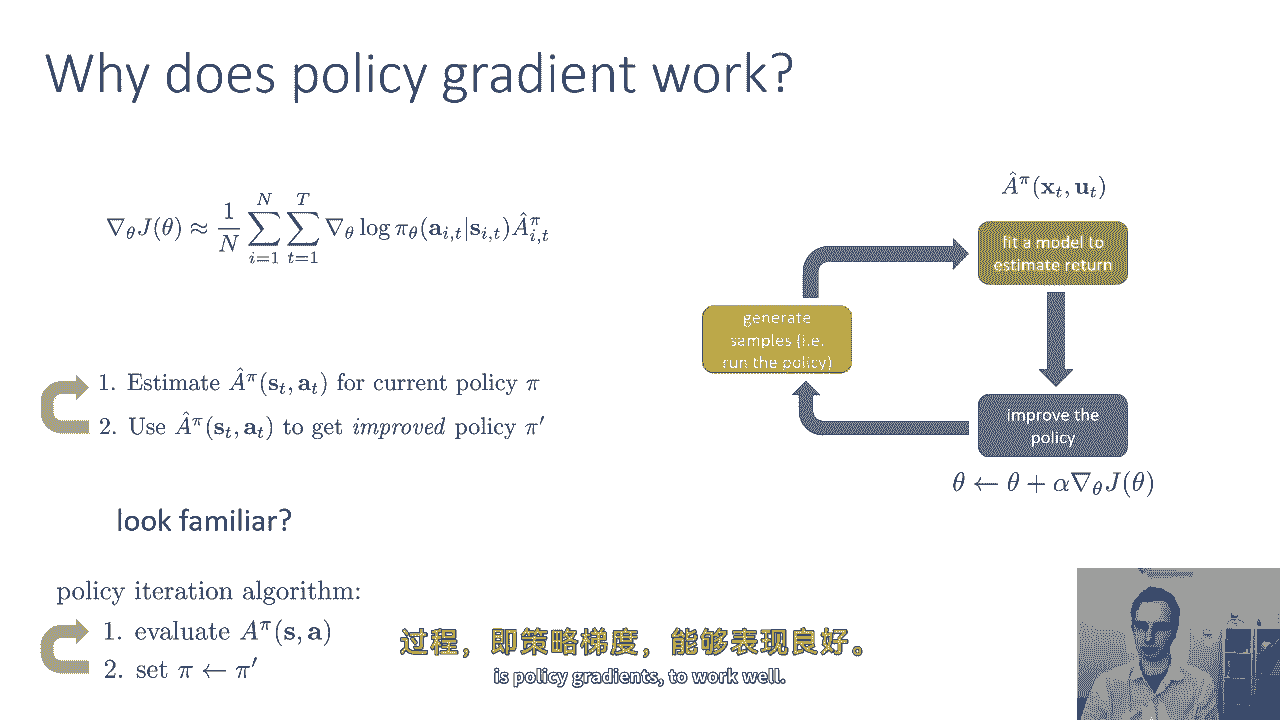 Why does policy gradient work?
$\nabla_\theta J(\theta) \approx \frac{1}{N} \sum_{i=1}^{N} \sum_{t=1}^{T} \nabla_\theta \log \pi_\theta(\mathbf{a}_{i,t}|\mathbf{s}_{i,t}) \hat{A}^\pi_{i,t}$
1. Estimate $\hat{A}^\pi(\mathbf{s}_t, \mathbf{a}_t)$ for current policy $\pi$
2. Use $\hat{A}^\pi(\mathbf{s}_t, \mathbf{a}_t)$ to get improved policy $\pi'$
look familiar?
policy iteration algorithm:
1. evaluate $A^\pi(\mathbf{s}, \mathbf{a})$
2. set $\pi \leftarrow \pi'$
$\hat{A}^\pi(\mathbf{x}_t, \mathbf{u}_t)$
fit a model to
estimate return
generate
samples (i.e.
run the policy)
improve the
policy
$\theta \leftarrow \theta + \alpha \nabla_\theta J(\theta)$
过程，即策略梯度，能够表现良好。
is policy gradients, to work well.